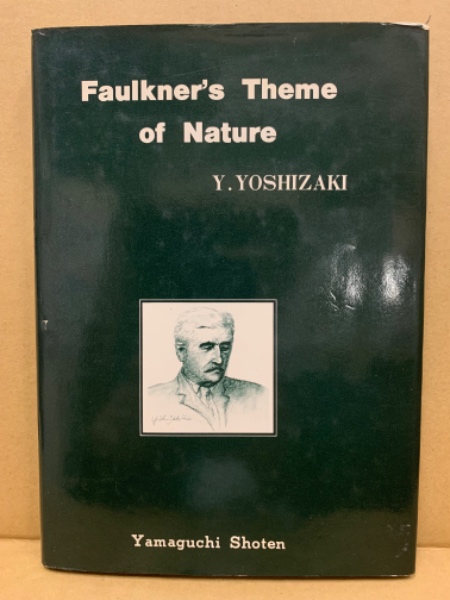 Faulkner's Theme
of Nature
Y. YOSHIZAKI
Yamaguchi Shoten